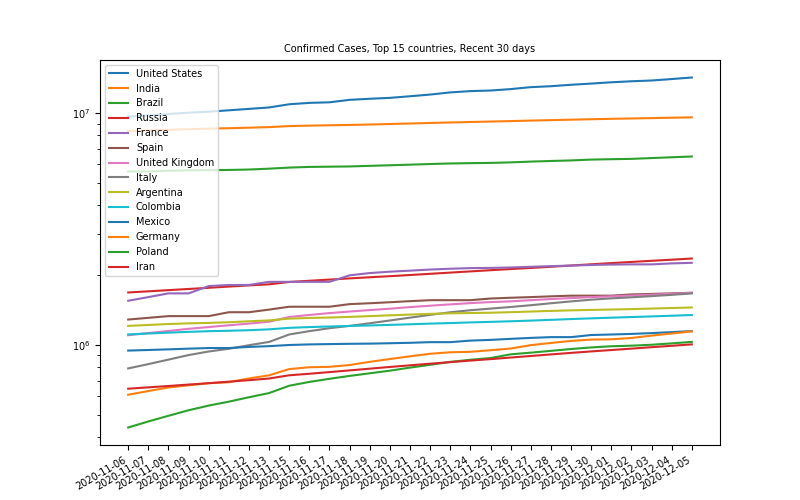 Confirmed Cases, Top 15 countries, Recent 30 days
United States
India
Brazil
Russia
France
Spain
United Kingdom
Italy
Argentina
Colombia
Mexico
Germany
Poland
Iran
10⁷
10⁶
2020-11-06
2020-11-07
2020-11-08
2020-11-09
2020-11-10
2020-11-11
2020-11-12
2020-11-13
2020-11-15
2020-11-16
2020-11-17
2020-11-18
2020-11-19
2020-11-20
2020-11-21
2020-11-22
2020-11-23
2020-11-24
2020-11-25
2020-11-26
2020-11-27
2020-11-28
2020-11-29
2020-11-30
2020-12-01
2020-12-02
2020-12-03
2020-12-04
2020-12-05